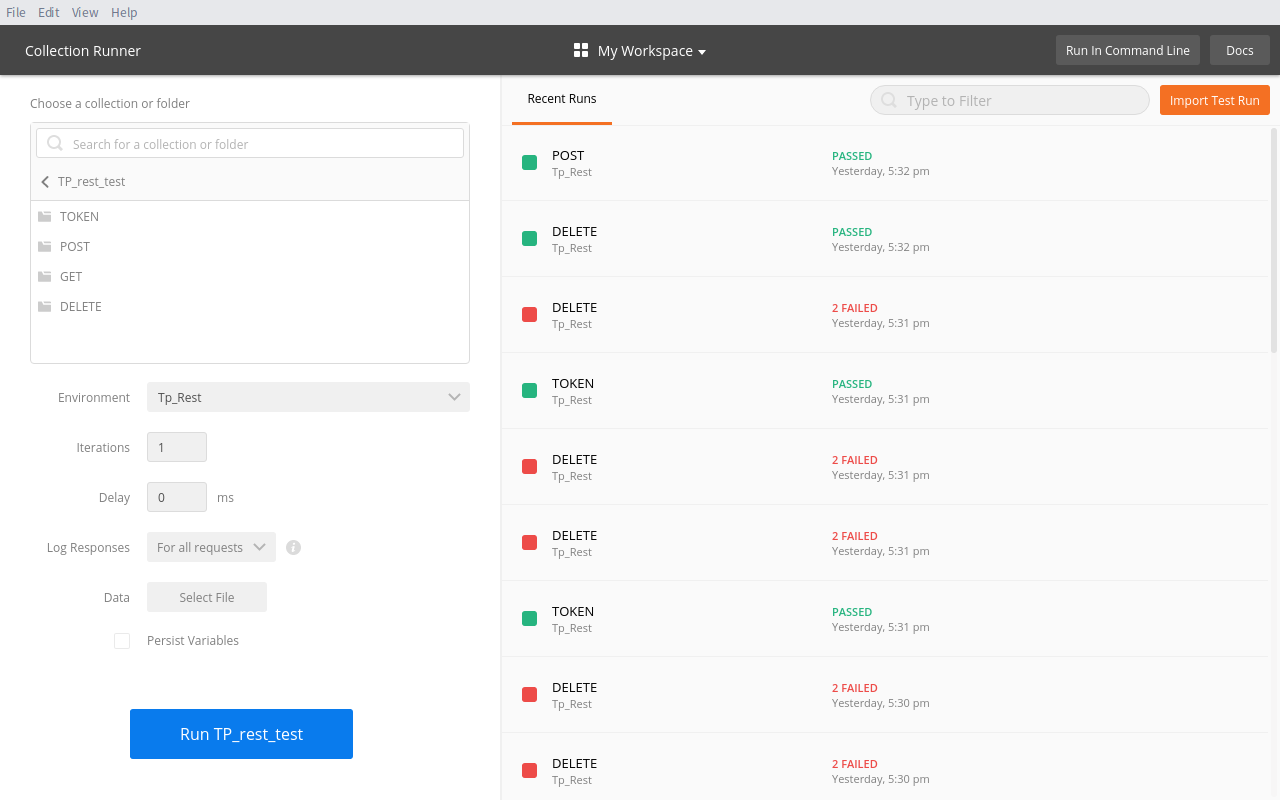 File Edit View Help
Collection Runner
My Workspace
Run In Command Line
Docs
Choose a collection or folder
Search for a collection or folder
TP_rest_test
TOKEN
POST
GET
DELETE
Environment
Tp_Rest
Iterations
1
Delay
0
ms
Log Responses
For all requests
Data
Select File
Persist Variables
Run TP_rest_test
Recent Runs
Type to Filter
Import Test Run
POST
Tp_Rest
PASSED
Yesterday, 5:32 pm
DELETE
Tp_Rest
PASSED
Yesterday, 5:32 pm
DELETE
Tp_Rest
2 FAILED
Yesterday, 5:31 pm
TOKEN
Tp_Rest
PASSED
Yesterday, 5:31 pm
DELETE
Tp_Rest
2 FAILED
Yesterday, 5:31 pm
DELETE
Tp_Rest
2 FAILED
Yesterday, 5:31 pm
TOKEN
Tp_Rest
PASSED
Yesterday, 5:31 pm
DELETE
Tp_Rest
2 FAILED
Yesterday, 5:30 pm
DELETE
Tp_Rest
2 FAILED
Yesterday, 5:30 pm